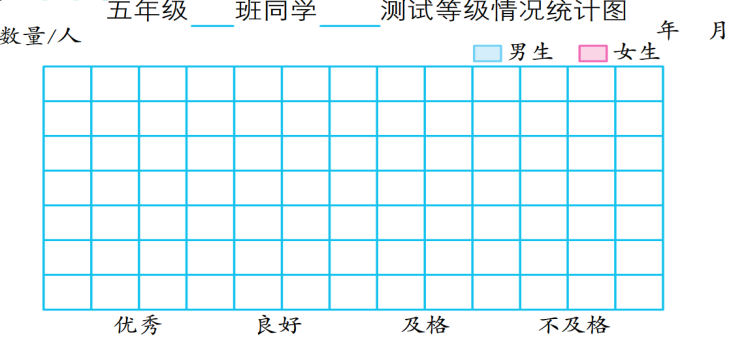 五年级____班同学____测试等级情况统计图
数量/人
年 月
男生 女生
优秀 良好 及格 不及格